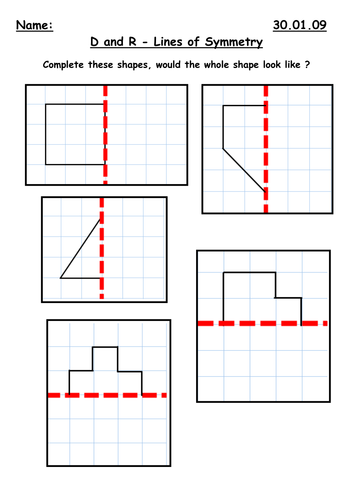 Name: 30.01.09
D and R - Lines of Symmetry
Complete these shapes, would the whole shape look like ?